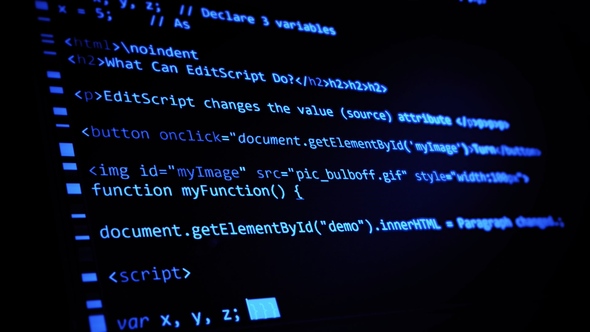 x, y, z; // Declare 3 variables
x = 5; // As
<html>\noindent
<h2>What Can EditScript Do?</h2>h2>h2>h2>
<p>EditScript changes the value (source) attribute </p>p>p>p>
<button onclick="document.getElementById('myImage').Turn</button>
<img id="myImage" src="pic_bulboff.gif" style="width:100px">
function myFunction() {
document.getElementById("demo").innerHTML = Paragraph changed.;
<script>
var x, y, z;